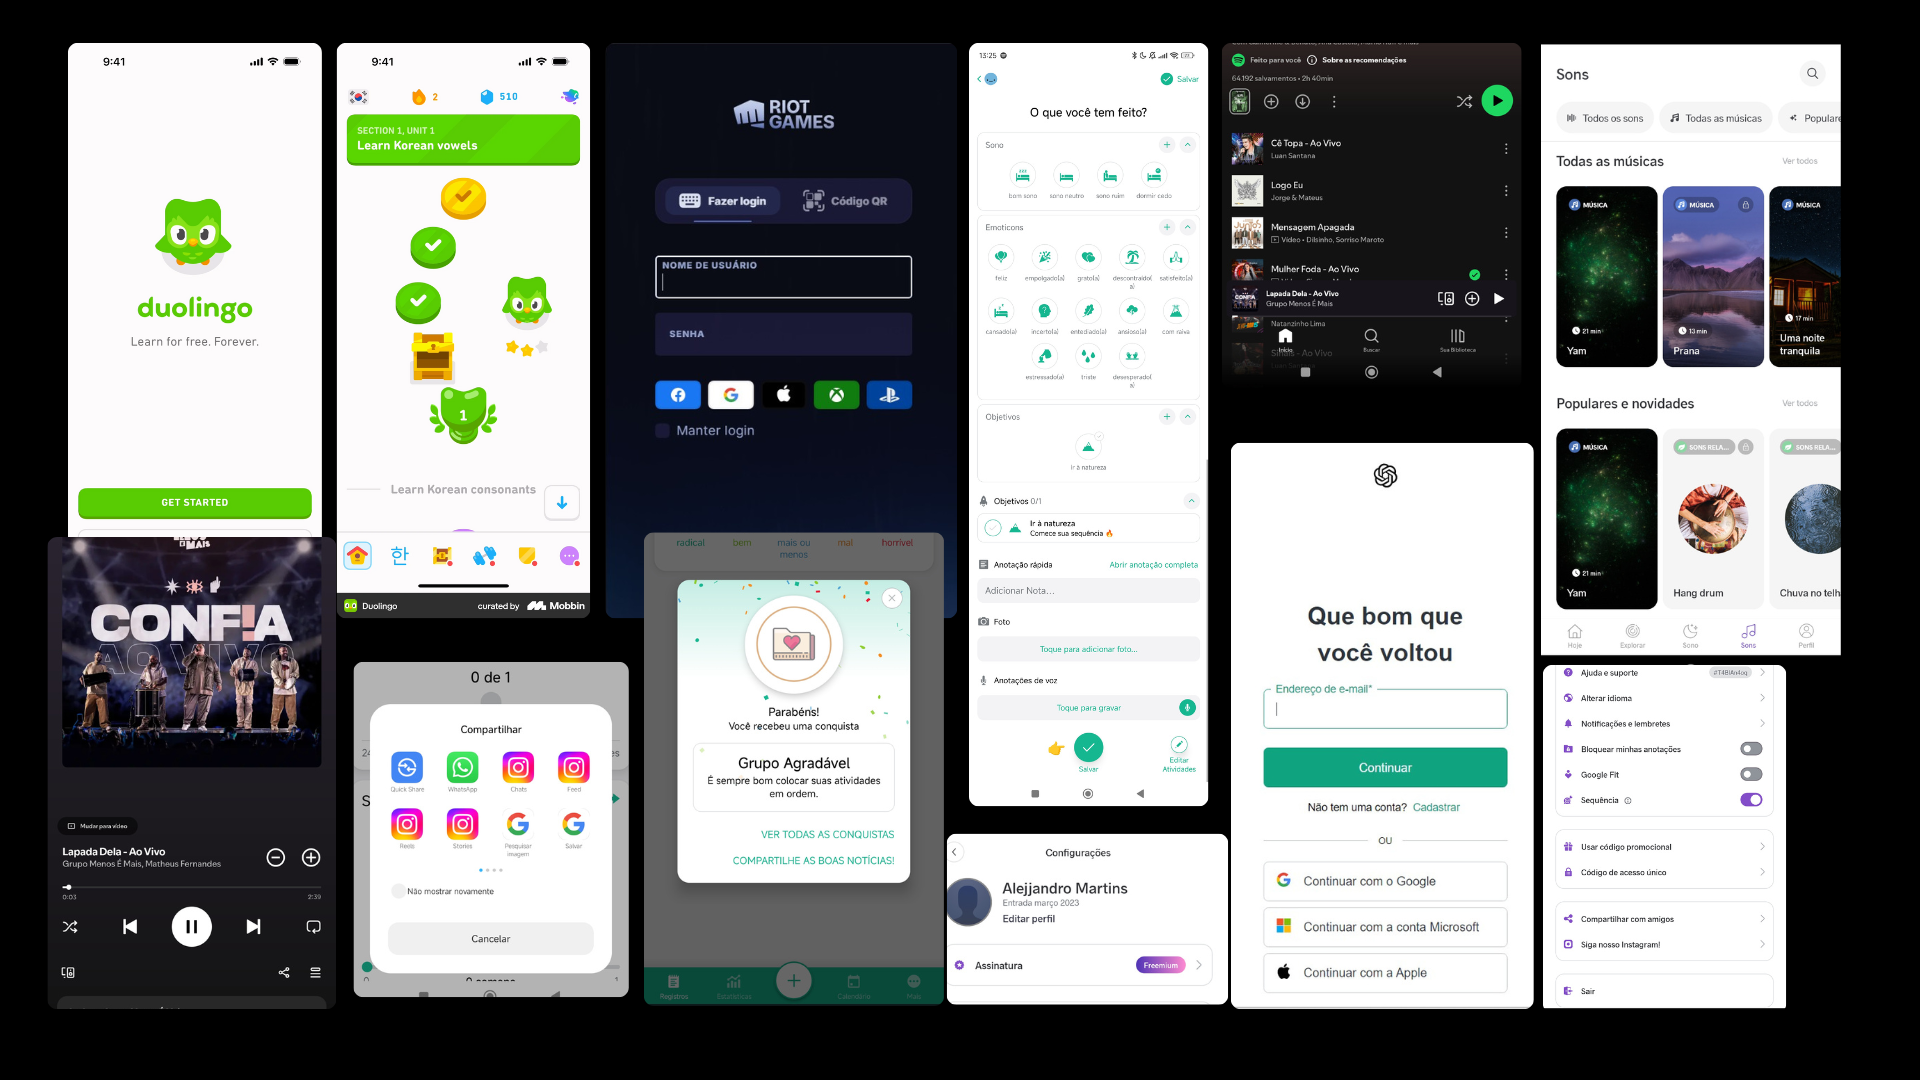 9:41
duolingo
Learn for free. Forever.
GET STARTED
9:41
2
510
SECTION 1, UNIT 1
Learn Korean vowels
1
Learn Korean consonants
한
Duolingo
curated by
Mobbin
RIOT
GAMES
Fazer login
Código QR
NOME DE USUÁRIO
SENHA
Manter login
13:25
Salvar
O que você tem feito?
Sono
bom sono
sono neutro
sono ruim
dormir cedo
Emoticons
feliz
empolgado(a)
grato(a)
descontraído(
a)
satisfeito(a)
cansado(a)
incerto(a)
entediado(a)
ansioso(a)
com raiva
estressado(a)
triste
desesperado(
a)
Objetivos
Ir à natureza
Objetivos 0/1
Ir à natureza
Comece sua sequência
Anotação rápida
Abrir anotação completa
Adicionar Nota...
Foto
Toque para adicionar foto...
Anotações de voz
Toque para gravar
Salvar
Editar
Atividades
Feito para você
Sobre as recomendações
64.192 salvamentos • 2h 40min
Cê Topa - Ao Vivo
Luan Santana
Logo Eu
Jorge & Mateus
Mensagem Apagada
Vídeo • Dilsinho, Sorriso Maroto
Mulher Foda - Ao Vivo
Lapada Dela - Ao Vivo
Grupo Menos É Mais
Natanzinho Lima
Início
Buscar
Sua Biblioteca
Sons
Todos os sons
Todas as músicas
Populare
Todas as músicas
Ver todos
MÚSICA
21 min
Yam
MÚSICA
13 min
Prana
MÚSICA
17 min
Uma noite
tranquila
Populares e novidades
Ver todos
MÚSICA
21 min
Yam
SONS RELA...
Hang drum
SONS RELA...
Chuva no telh
Hoje
Explorar
Sono
Sons
Perfil
MAIS
CONFIA
AO VIVO
Mudar para vídeo
Lapada Dela - Ao Vivo
Grupo Menos É Mais, Matheus Fernandes
0:03
2:39
0 de 1
Compartilhar
Quick Share
WhatsApp
Chats
Feed
Reels
Stories
Pesquisar
imagem
Salvar
Não mostrar novamente
Cancelar
radical
bem
mais ou
menos
mal
horrível
Parabéns!
Você recebeu uma conquista
Grupo Agradável
É sempre bom colocar suas atividades
em ordem.
VER TODAS AS CONQUISTAS
COMPARTILHE AS BOAS NOTÍCIAS!
Registros
Estatísticas
Calendário
Mais
Configurações
Alejjandro Martins
Entrada março 2023
Editar perfil
Assinatura
Freemium
Que bom que
você voltou
Endereço de e-mail*
Continuar
Não tem uma conta? Cadastrar
OU
Continuar com o Google
Continuar com a conta Microsoft
Continuar com a Apple
Ajuda e suporte
Alterar idioma
Notificações e lembretes
Bloquear minhas anotações
Google Fit
Sequência
Usar código promocional
Código de acesso único
Compartilhar com amigos
Siga nosso Instagram!
Sair